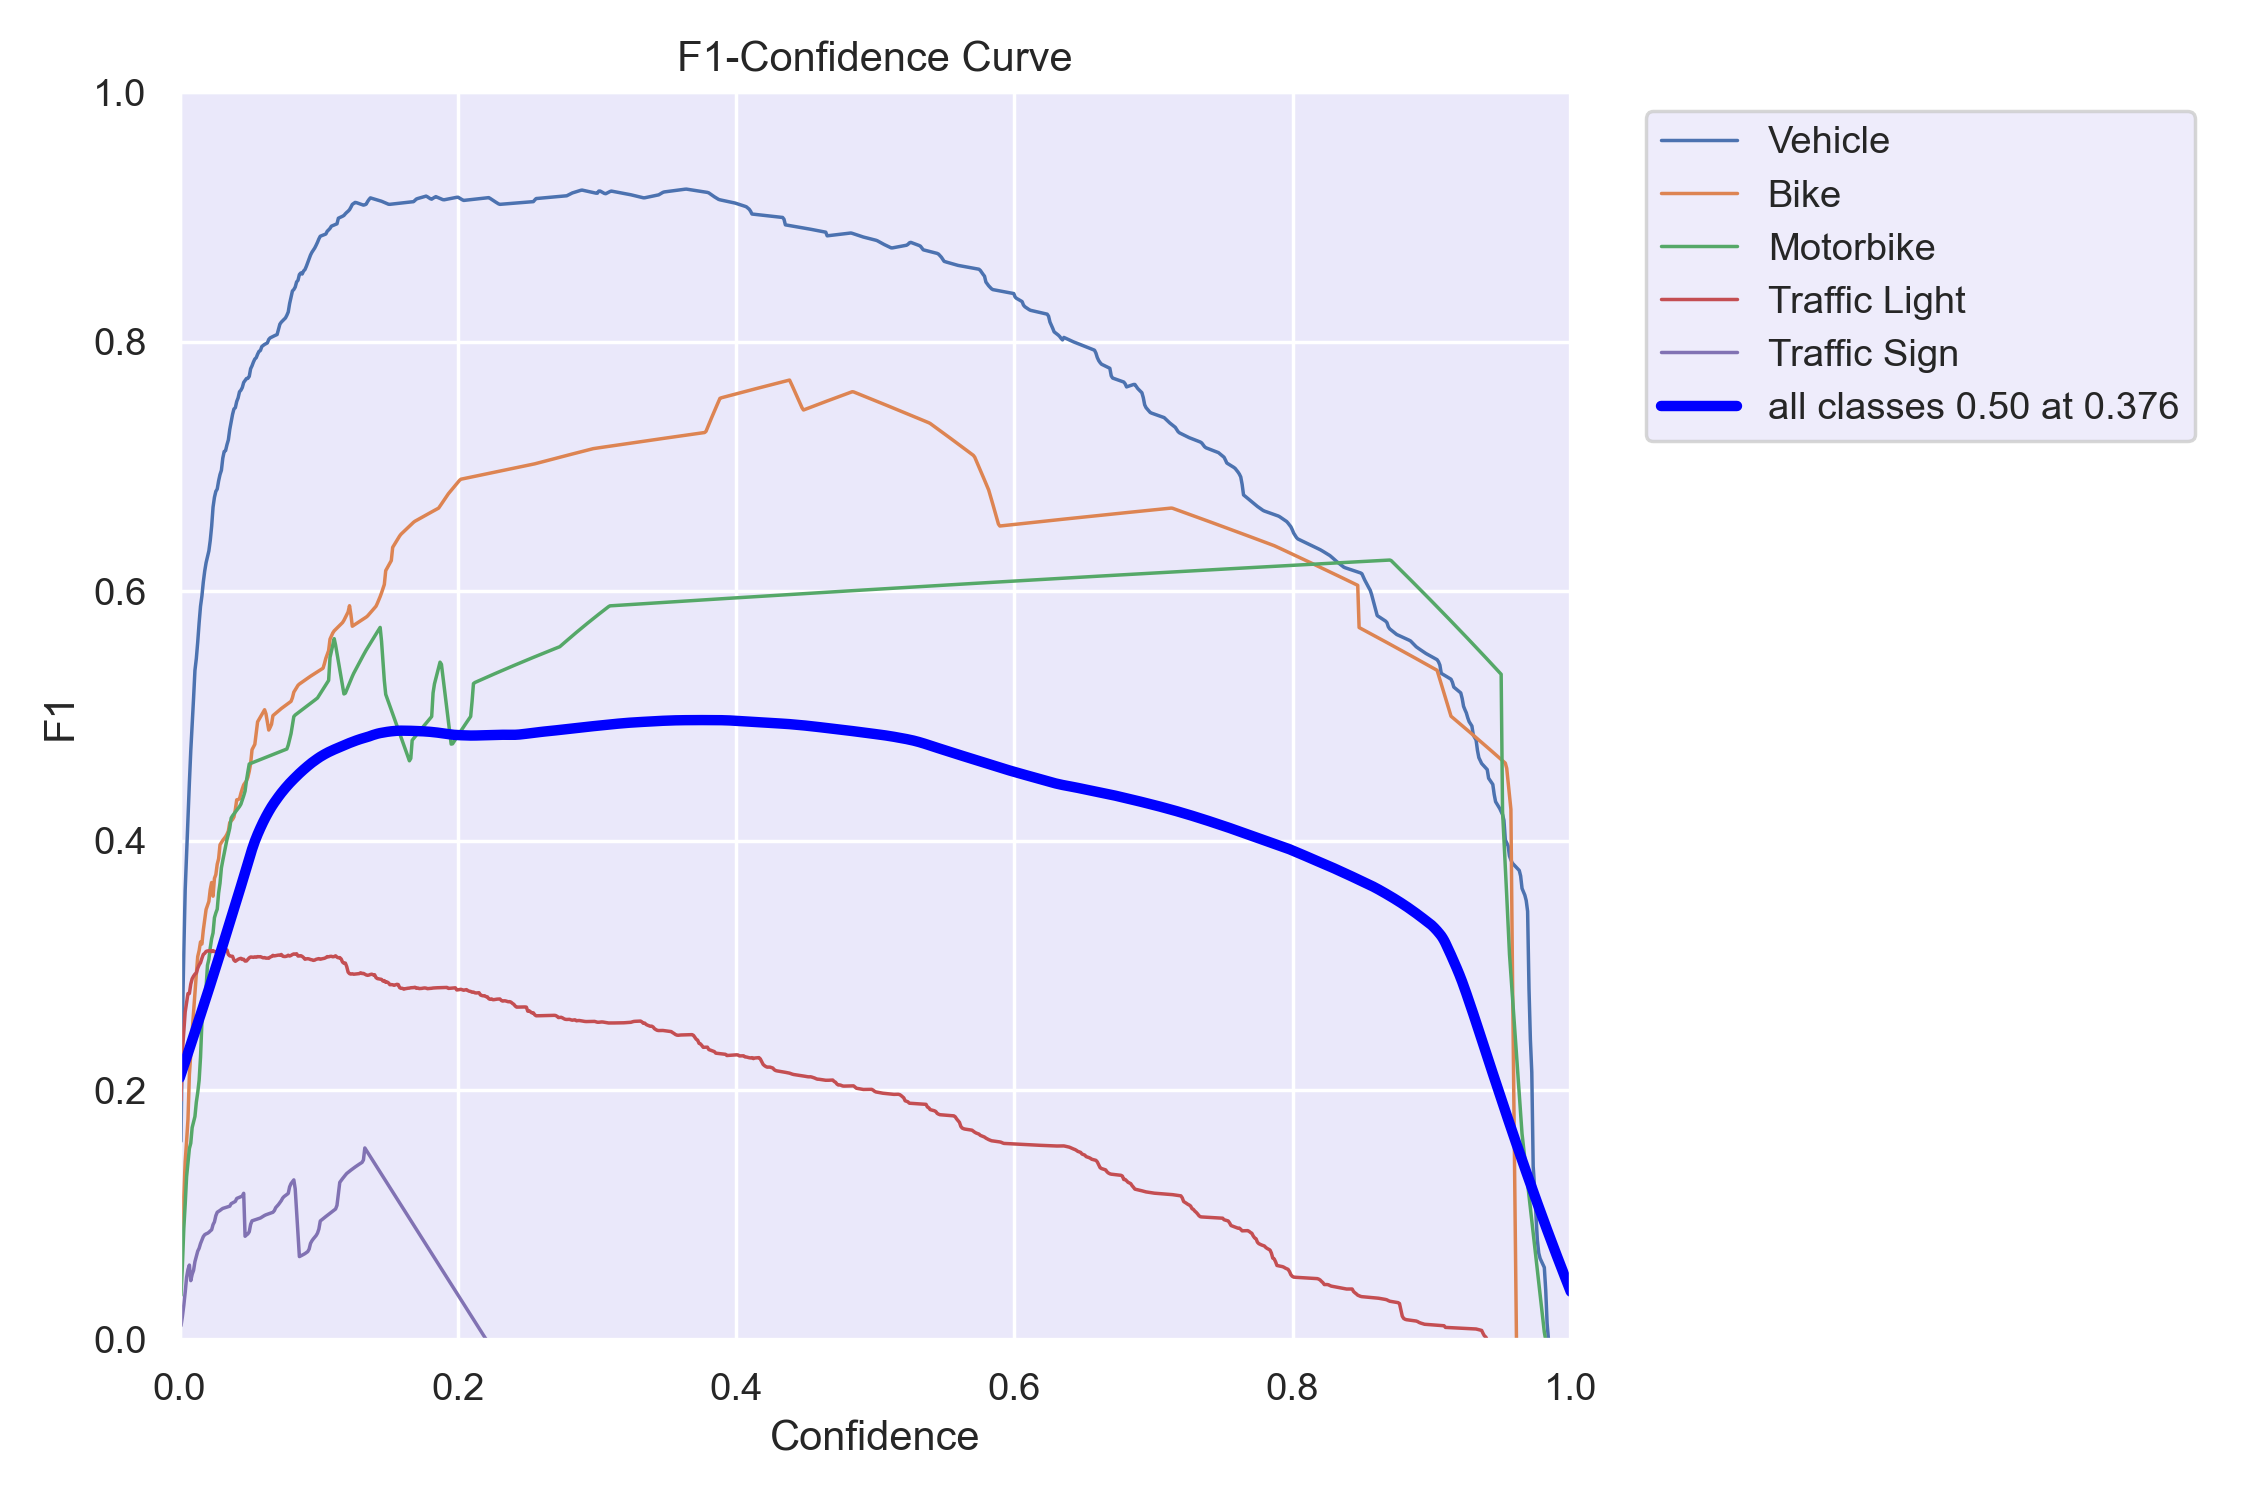 F1-Confidence Curve
1.0
0.8
0.6
0.4
0.2
0.0
F1
0.0 0.2 0.4 0.6 0.8 1.0
Confidence
Vehicle
Bike
Motorbike
Traffic Light
Traffic Sign
all classes 0.50 at 0.376